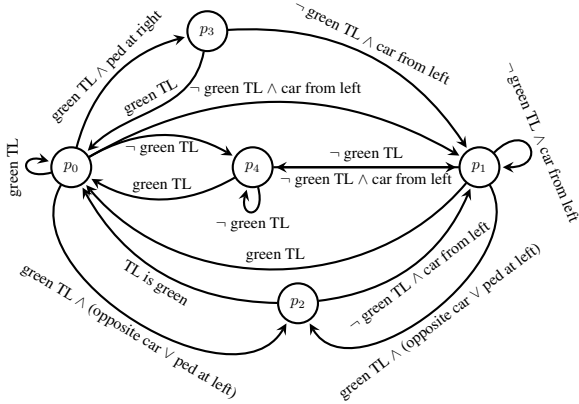 p3
green TL ∧ ped at right
¬ green TL ∧ car from left
green TL
¬ green TL ∧ car from left
¬ green TL ∧ car from left
green TL
p0
¬ green TL
p4
¬ green TL
p1
¬ green TL ∧ car from left
green TL
¬ green TL
green TL
TL is green
p2
¬ green TL ∧ car from left
green TL ∧ (opposite car ∨ ped at left)
green TL ∧ (opposite car ∨ ped at left)